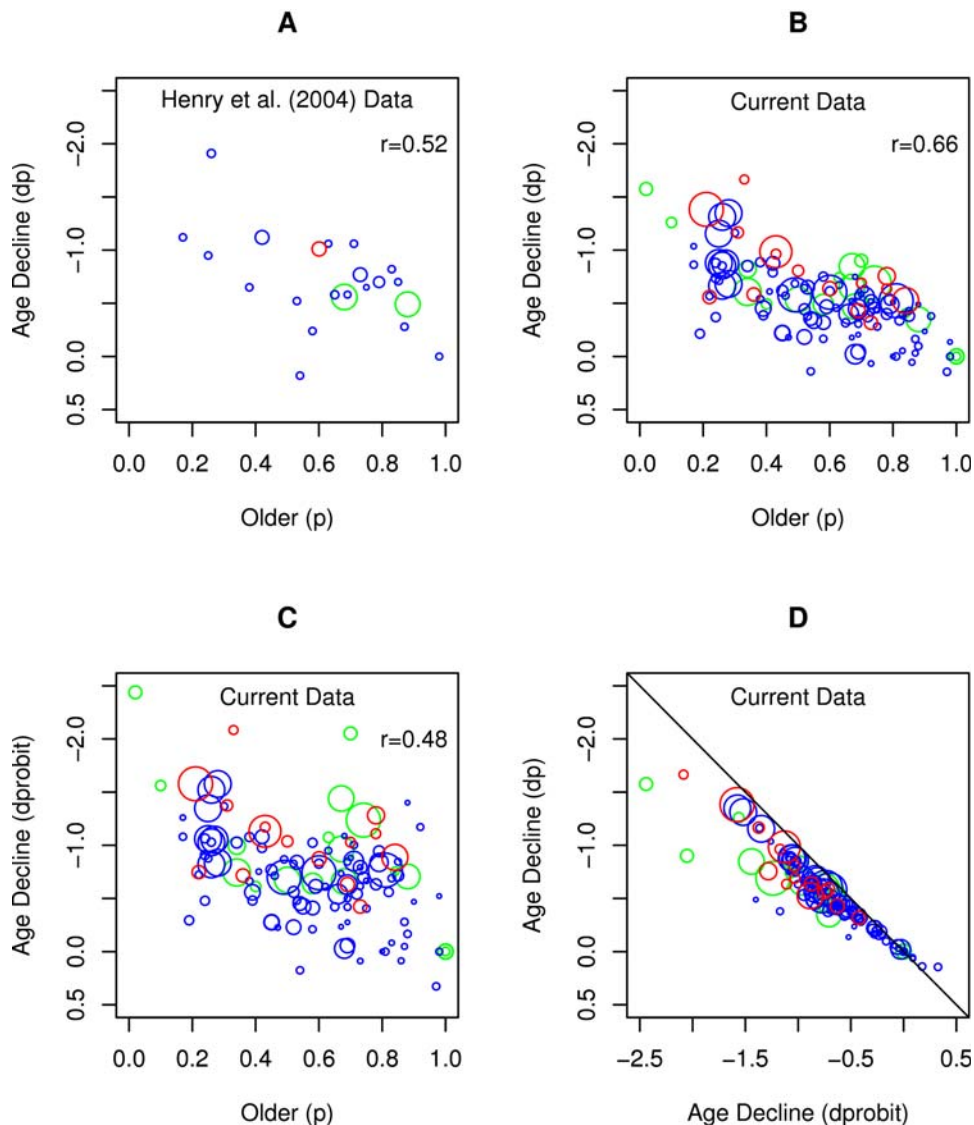 A
Henry et al. (2004) Data
r=0.52
Age Decline (dp)
-2.0
-1.0
0.0
0.5
0.0 0.2 0.4 0.6 0.8 1.0
Older (p)
B
Current Data
r=0.66
Age Decline (dp)
-2.0
-1.0
0.0
0.5
0.0 0.2 0.4 0.6 0.8 1.0
Older (p)
C
Current Data
r=0.48
Age Decline (dprobit)
-2.0
-1.0
0.0
0.5
0.0 0.2 0.4 0.6 0.8 1.0
Older (p)
D
Current Data
Age Decline (dp)
-2.0
-1.0
0.0
0.5
−2.5 −1.5 −0.5 0.5
Age Decline (dprobit)